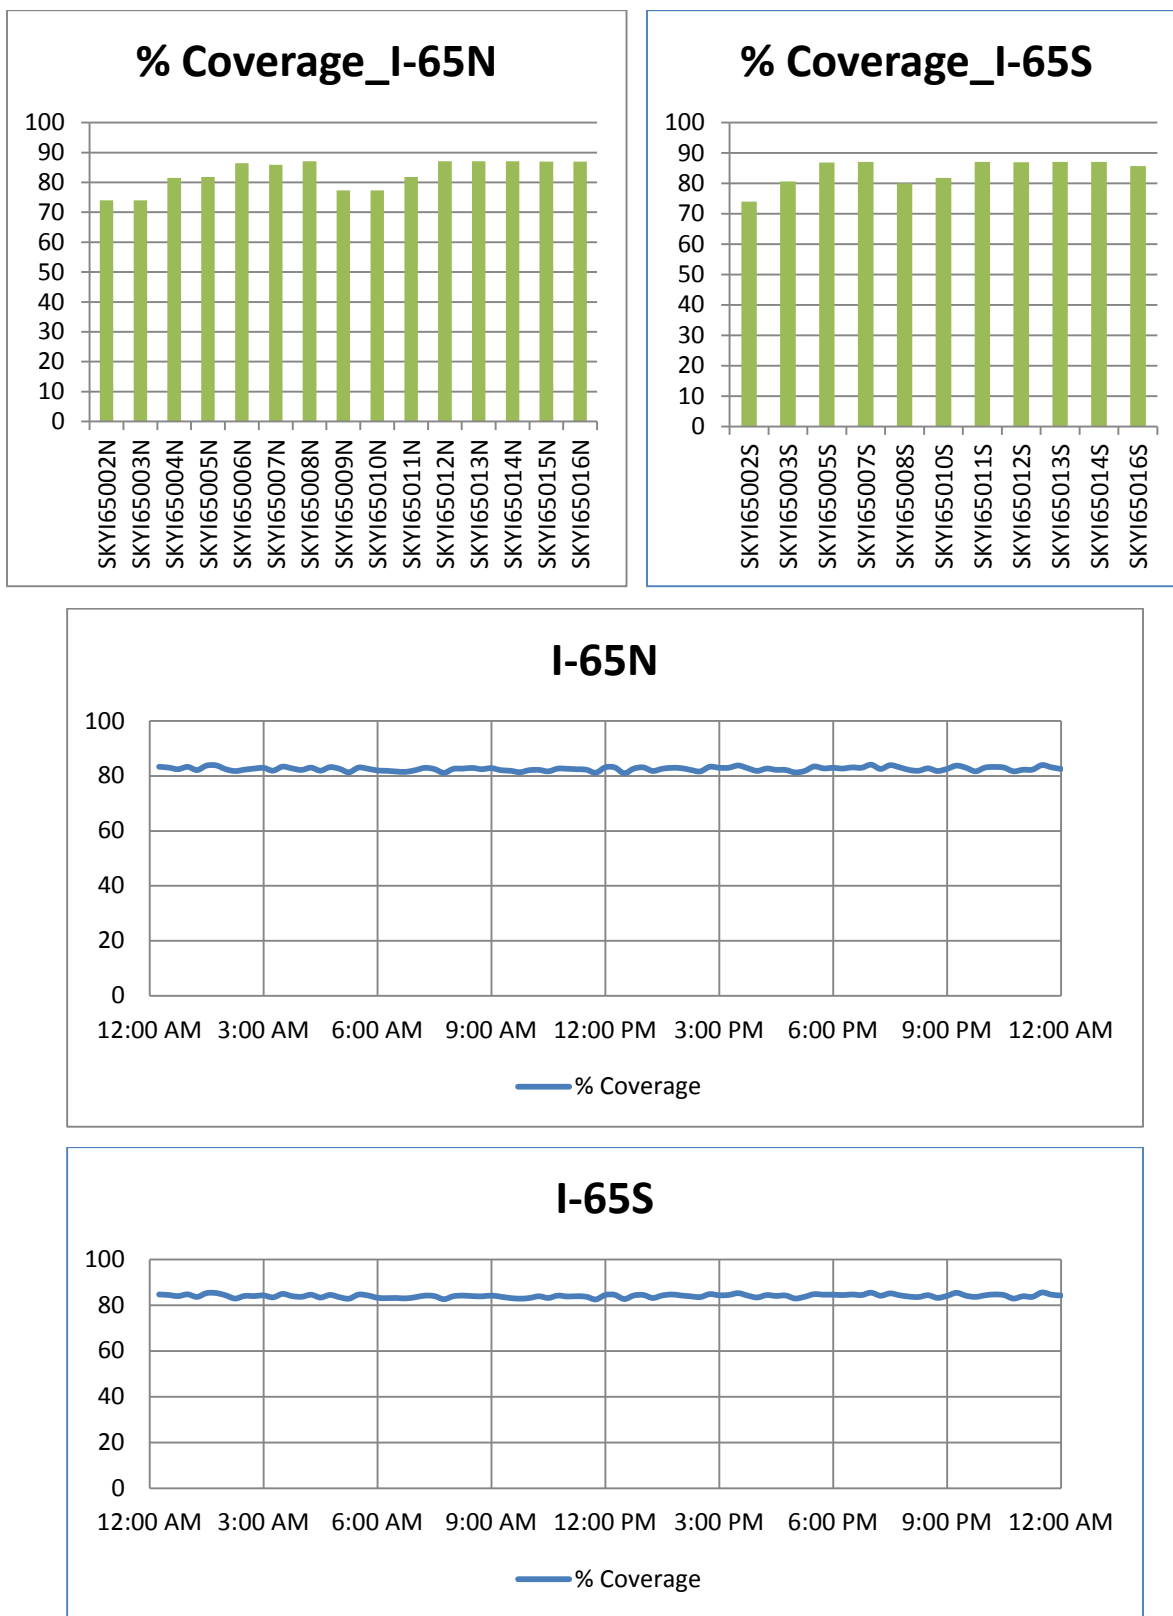 % Coverage_I-65N
100
90
80
70
60
50
40
30
20
10
0
SKYI65002N
SKYI65003N
SKYI65004N
SKYI65005N
SKYI65006N
SKYI65007N
SKYI65008N
SKYI65009N
SKYI65010N
SKYI65011N
SKYI65012N
SKYI65013N
SKYI65014N
SKYI65015N
SKYI65016N
% Coverage_I-65S
100
90
80
70
60
50
40
30
20
10
0
SKYI65002S
SKYI65003S
SKYI65005S
SKYI65007S
SKYI65008S
SKYI65010S
SKYI65011S
SKYI65012S
SKYI65013S
SKYI65014S
SKYI65016S
I-65N
100
80
60
40
20
0
12:00 AM 3:00 AM 6:00 AM 9:00 AM 12:00 PM 3:00 PM 6:00 PM 9:00 PM 12:00 AM
% Coverage
I-65S
100
80
60
40
20
0
12:00 AM 3:00 AM 6:00 AM 9:00 AM 12:00 PM 3:00 PM 6:00 PM 9:00 PM 12:00 AM
% Coverage